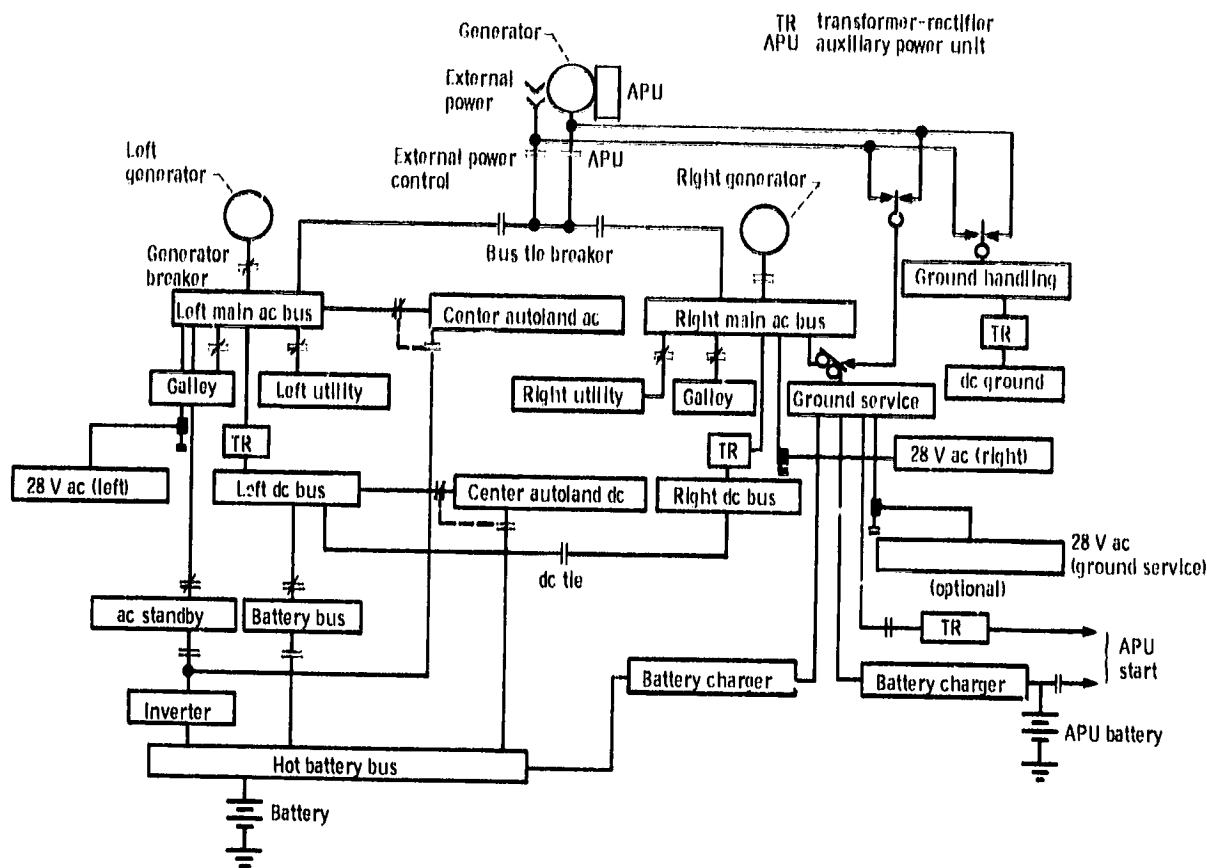 TR transformer-rectifier
APU auxiliary power unit
Generator
External
power
APU
Left
generator
External power
control
APU
Right generator
Bus tie breaker
Generator
breaker
Left main ac bus
Center autoland ac
Right main ac bus
Ground handling
TR
Galley
Left utility
Right utility
Galley
Ground service
dc ground
TR
TR
28 V ac (left)
Left dc bus
Center autoland dc
Right dc bus
28 V ac (right)
dc tie
28 V ac
(ground service)
(optional)
ac standby
Battery bus
TR
APU
start
Battery charger
Battery charger
Inverter
APU battery
Hot battery bus
Battery